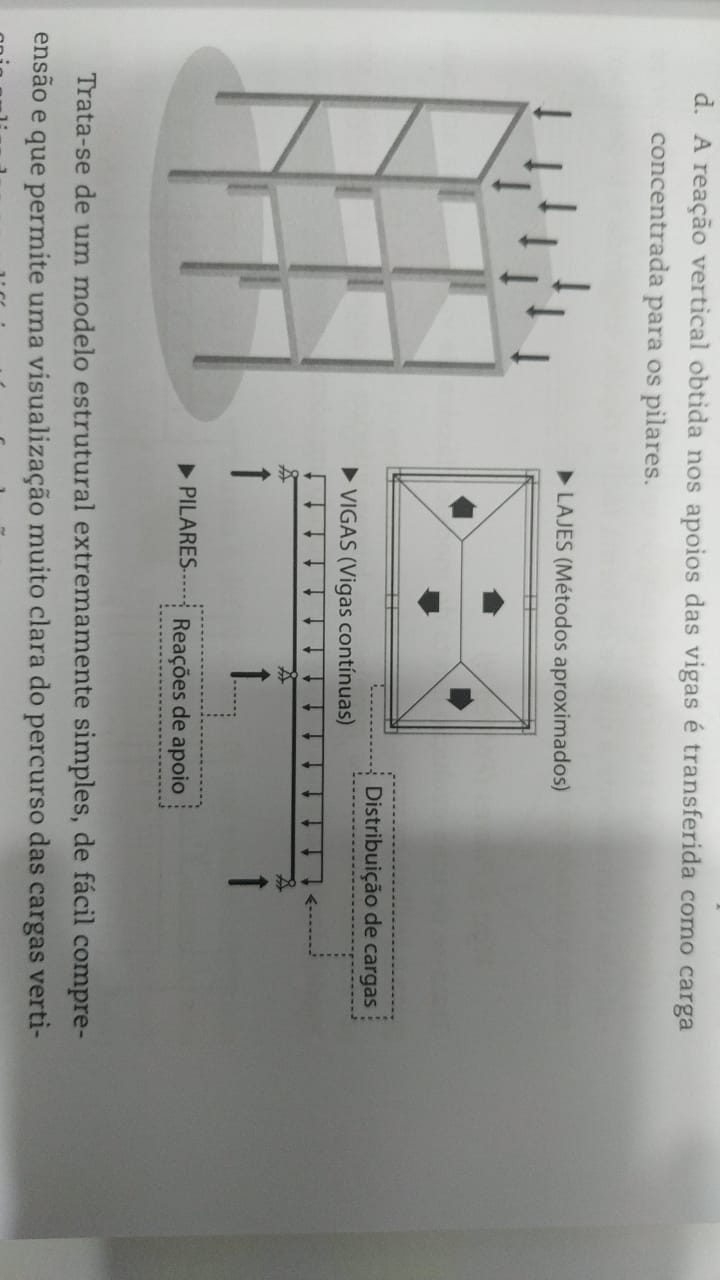 d. A reação vertical obtida nos apoios das vigas é transferida como carga
concentrada para os pilares.
▶ LAJES (Métodos aproximados)
Distribuição de cargas
▶ VIGAS (Vigas contínuas)
▶ PILARES
Reações de apoio
Trata-se de um modelo estrutural extremamente simples, de fácil compre-
ensão e que permite uma visualização muito clara do percurso das cargas verti-